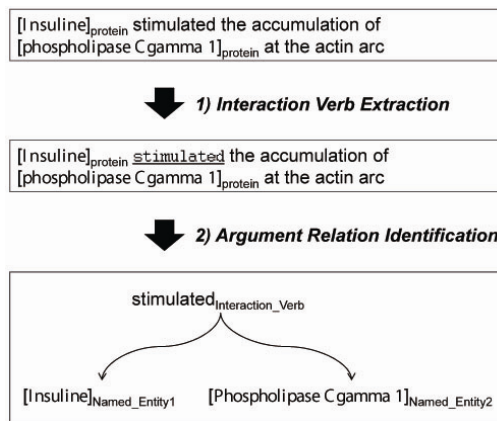 [Insuline]protein stimulated the accumulation of
[phospholipase Cgamma 1]protein at the actin arc
1) Interaction Verb Extraction
[Insuline]protein stimulated the accumulation of
[phospholipase Cgamma 1]protein at the actin arc
2) Argument Relation Identification
stimulatedInteraction_Verb
[Insuline]Named_Entity1 [Phospholipase Cgamma 1]Named_Entity2